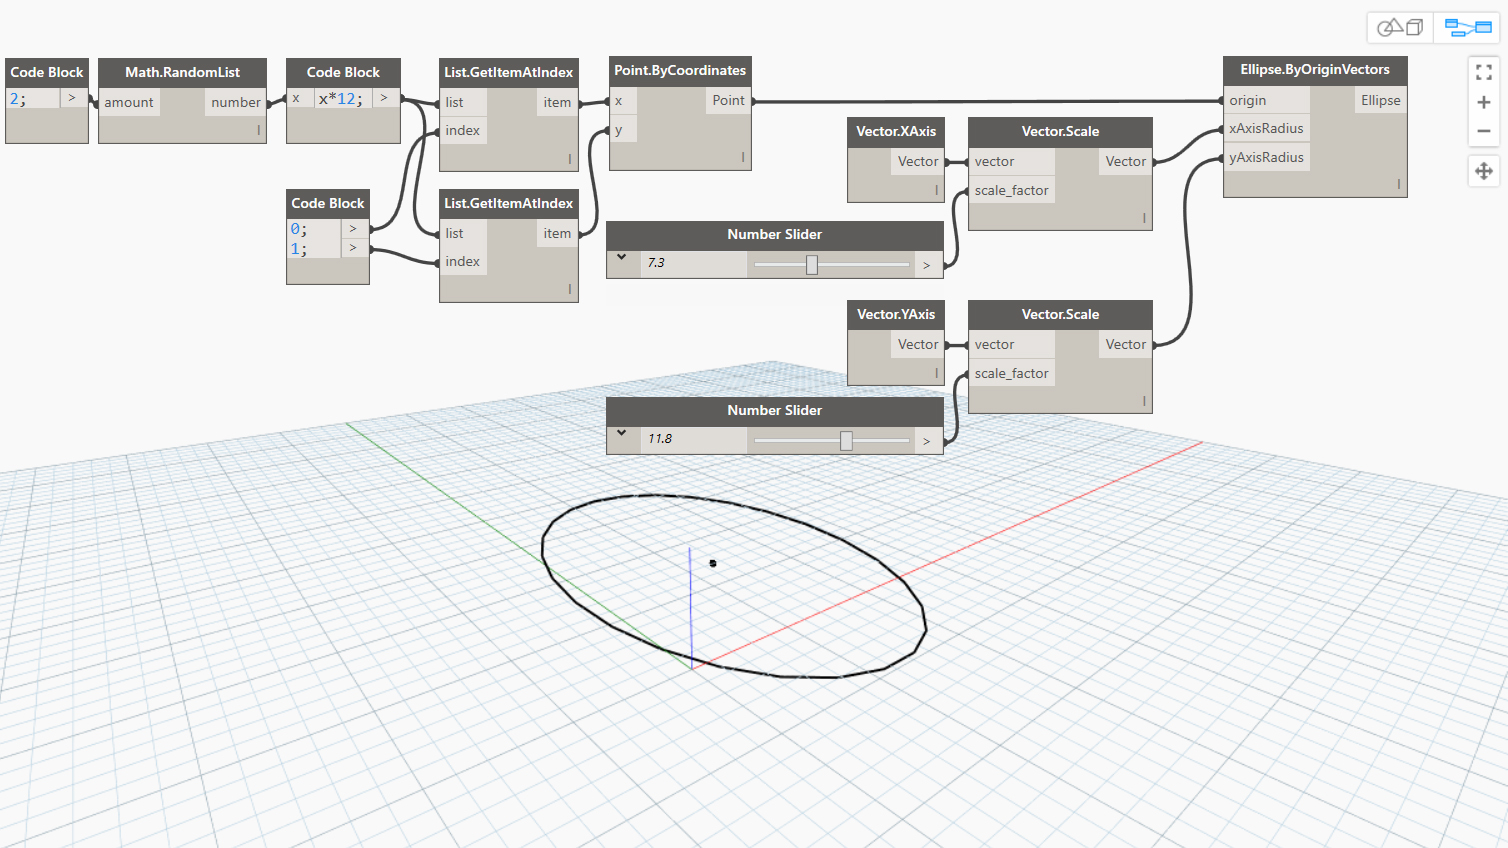 Code Block
2; >
Math.RandomList
amount number
l
Code Block
x x*12; >
List.GetItemAtIndex
list item
index
l
Point.ByCoordinates
x Point
y
l
Code Block
0; >
1; >
List.GetItemAtIndex
list item
index
l
Vector.XAxis
Vector
l
Vector.Scale
vector Vector
scale_factor
l
Number Slider
7.3 >
Vector.YAxis
Vector
l
Vector.Scale
vector Vector
scale_factor
l
Number Slider
11.8 >
Ellipse.ByOriginVectors
origin Ellipse
xAxisRadius
yAxisRadius
l